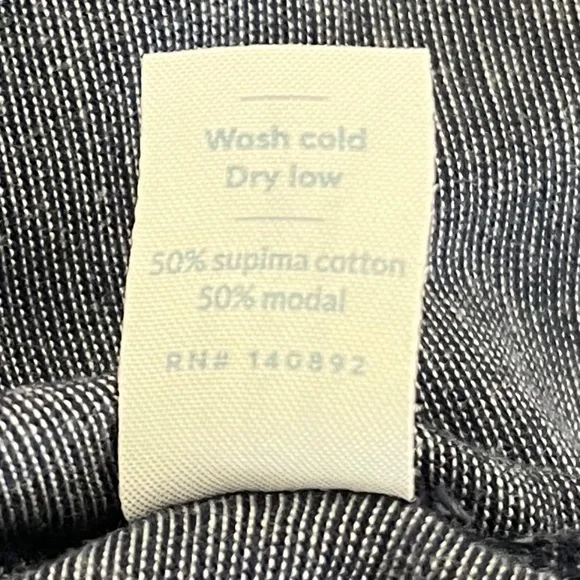 Wash cold
Dry low
50% supima cotton
50% modal
RN# 140892